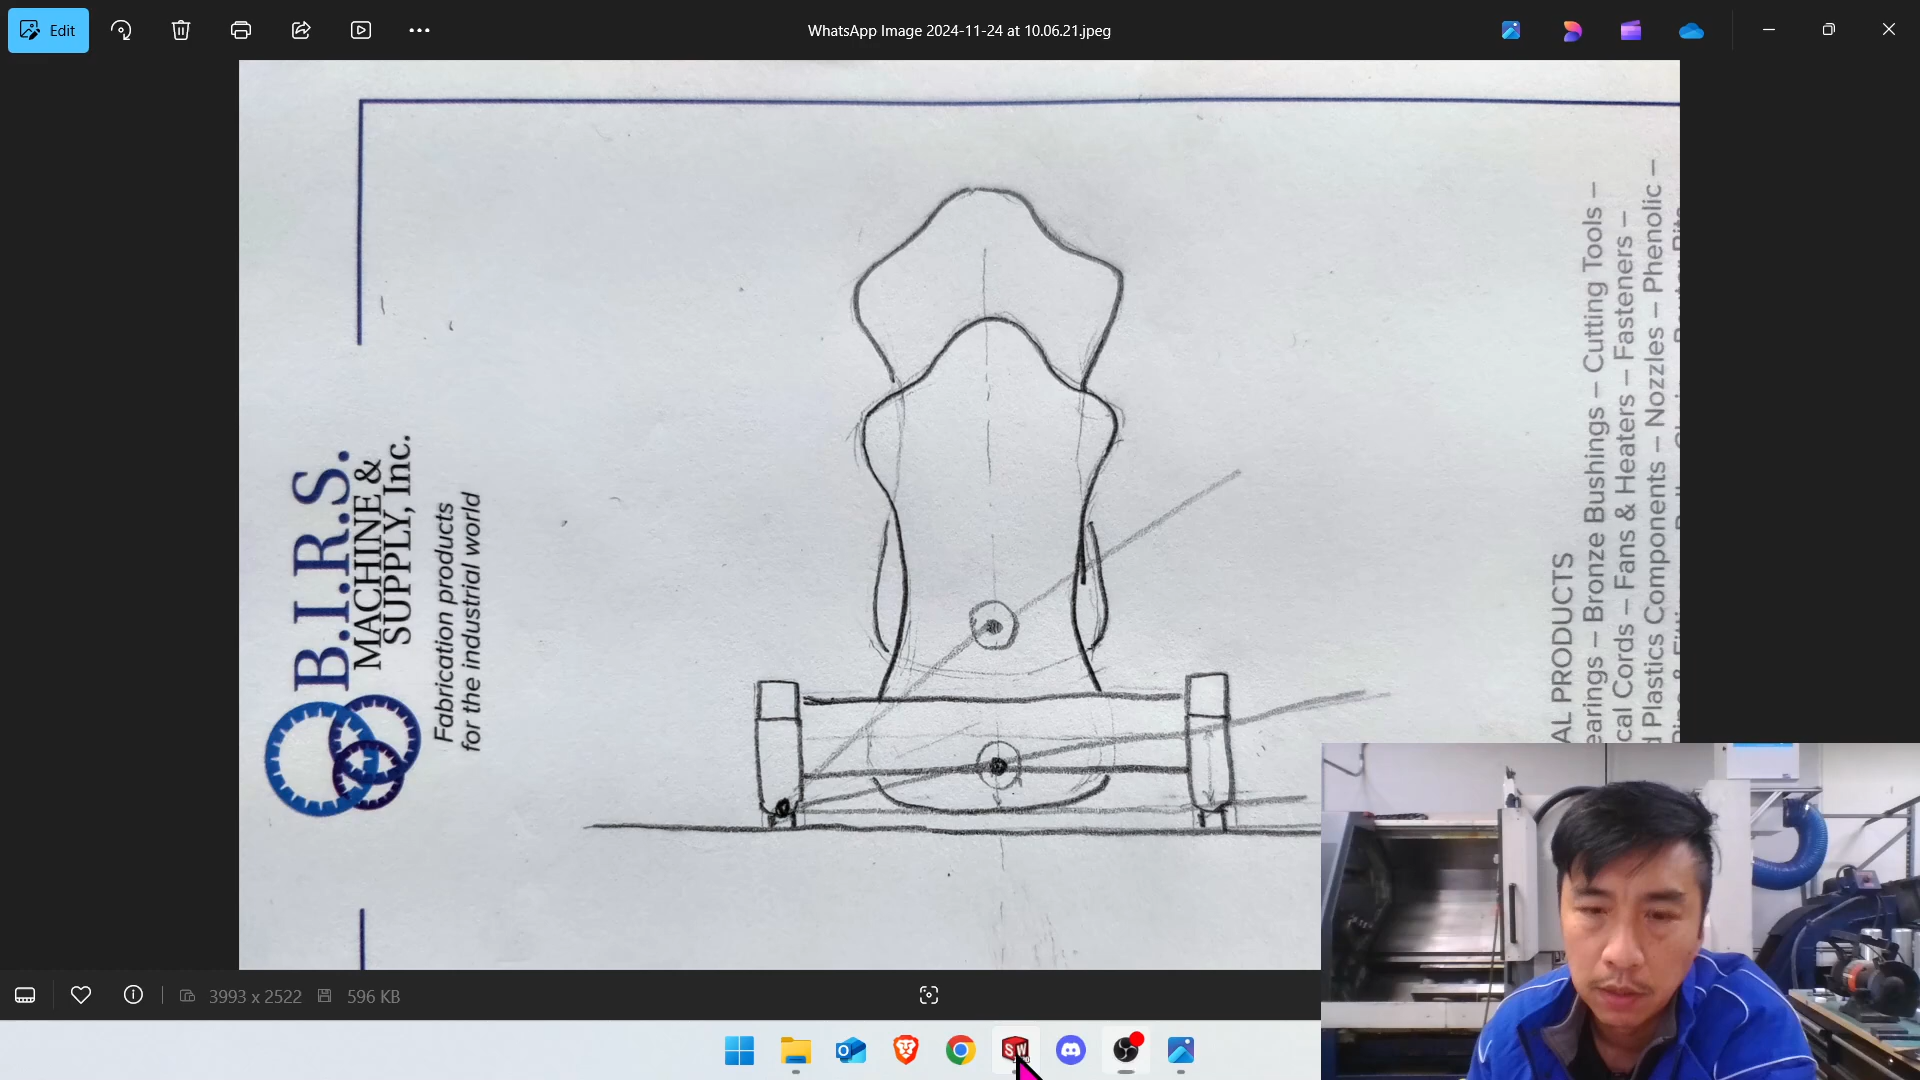 Edit
WhatsApp Image 2024-11-24 at 10.06.21.jpeg
B.I.R.S.
MACHINE &
SUPPLY, Inc.
Fabrication products
for the industrial world
AL PRODUCTS
earings – Bronze Bushings – Cutting Tools –
cal Cords – Fans & Heaters – Fasteners –
d Plastics Components – Nozzles – Phenolic –
3993 x 2522
596 KB
SW